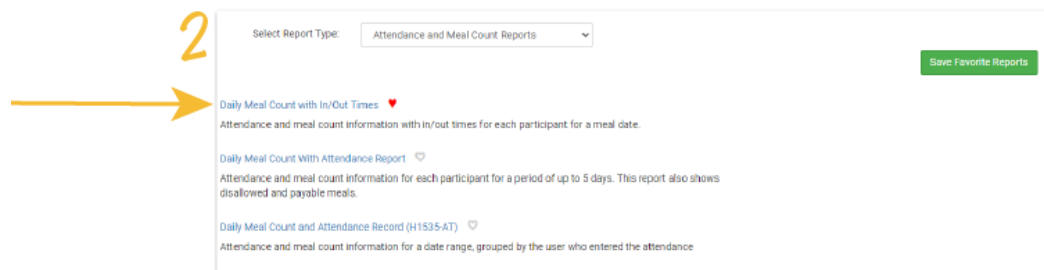 2
Select Report Type:
Attendance and Meal Count Reports
Save Favorite Reports
Daily Meal Count with In/Out Times
Attendance and meal count information with in/out times for each participant for a meal date.
Daily Meal Count With Attendance Report
Attendance and meal count information for each participant for a period of up to 5 days. This report also shows
disallowed and payable meals.
Daily Meal Count and Attendance Record (H1535-AT)
Attendance and meal count information for a date range, grouped by the user who entered the attendance